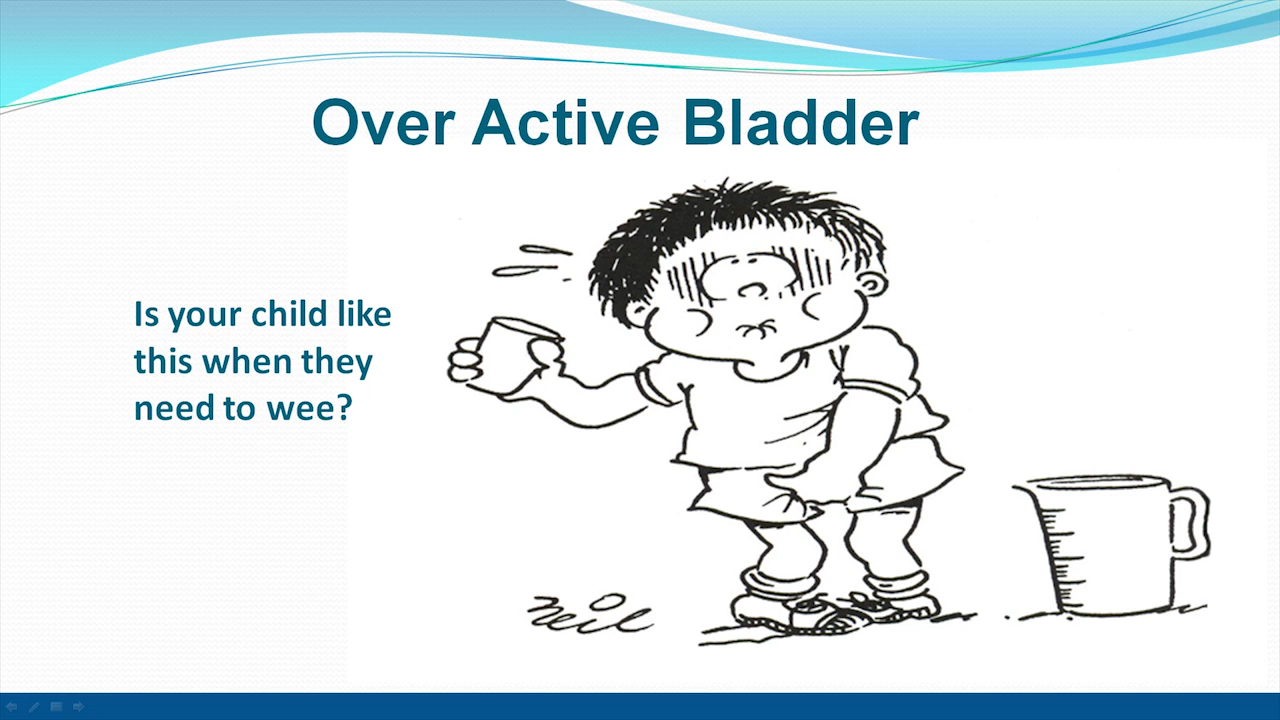 Over Active Bladder
Is your child like
this when they
need to wee?
Neil